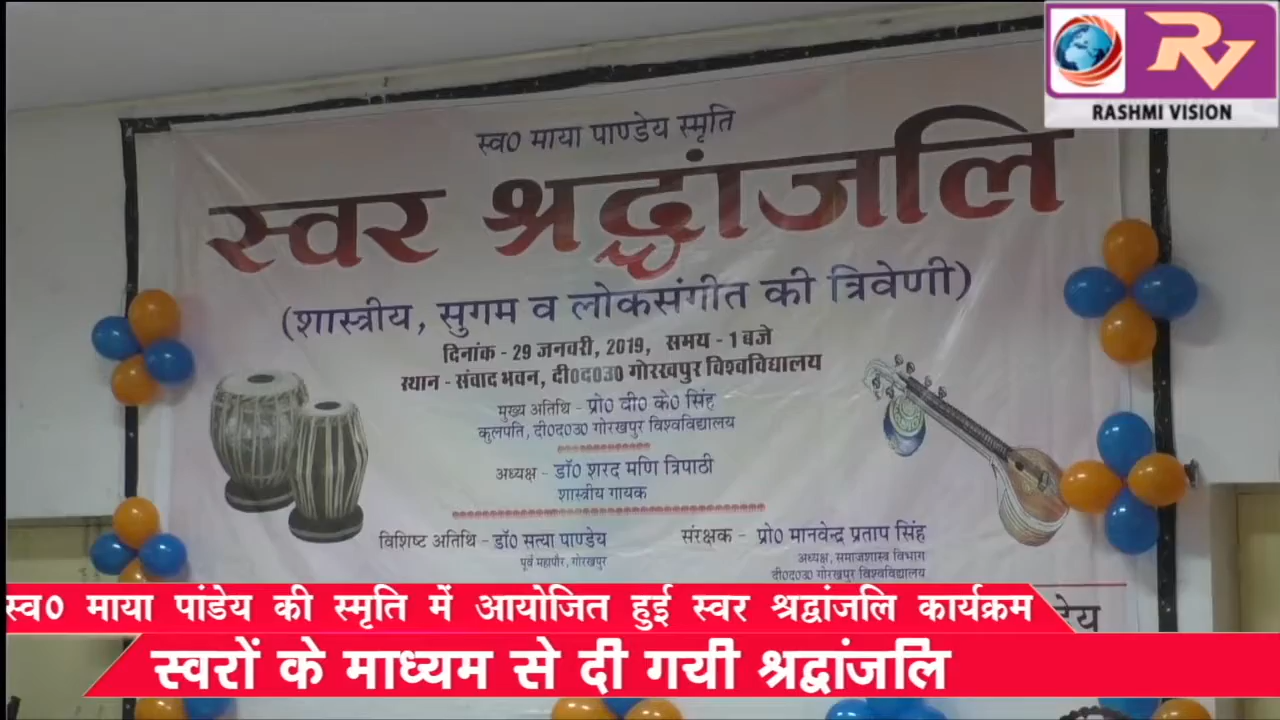 RV
RASHMI VISION
स्व0 माया पाण्डेय स्मृति
स्वर श्रद्धांजलि
(शास्त्रीय, सुगम व लोकसंगीत की त्रिवेणी)
दिनांक - 29 जनवरी, 2019, समय - 1 बजे
स्थान - संवाद भवन, दी0द0उ0 गोरखपुर विश्वविद्यालय
मुख्य अतिथि - प्रो0 वी0 के0 सिंह
कुलपति, दी0द0उ0 गोरखपुर विश्वविद्यालय
अध्यक्ष - डॉ0 शरद मणि त्रिपाठी
शास्त्रीय गायक
विशिष्ट अतिथि - डॉ0 सत्या पाण्डेय
पूर्व महापौर, गोरखपुर
संरक्षक - प्रो0 मानवेन्द्र प्रताप सिंह
अध्यक्ष, समाजशास्त्र विभाग
दी0द0उ0 गोरखपुर विश्वविद्यालय
स्व0 माया पांडेय की स्मृति में आयोजित हुई स्वर श्रद्वांजलि कार्यक्रम
स्वरों के माध्यम से दी गयी श्रद्वांजलि